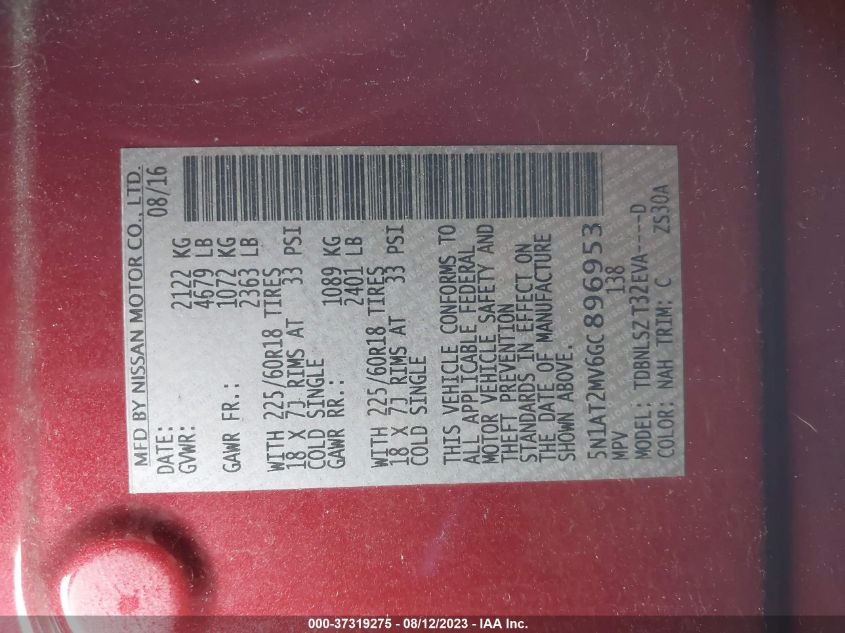 MFD BY NISSAN MOTOR CO., LTD.
DATE: 08/16
GVWR: 2122 KG
4679 LB
GAWR FR.: 1072 KG
2363 LB
WITH 225/60R18 TIRES
18 X 7J RIMS AT 33 PSI
COLD SINGLE
GAWR RR.: 1089 KG
2401 LB
WITH 225/60R18 TIRES
18 X 7J RIMS AT 33 PSI
COLD SINGLE
THIS VEHICLE CONFORMS TO
ALL APPLICABLE FEDERAL
MOTOR VEHICLE SAFETY AND
THEFT PREVENTION
STANDARDS IN EFFECT ON
THE DATE OF MANUFACTURE
SHOWN ABOVE.
5N1AT2MV6GC896953
MPV 138
MODEL: TDBNLSZ T32EVA----D
COLOR: NAH TRIM: C ZS30A
000-37319275 - 08/12/2023 - IAA Inc.